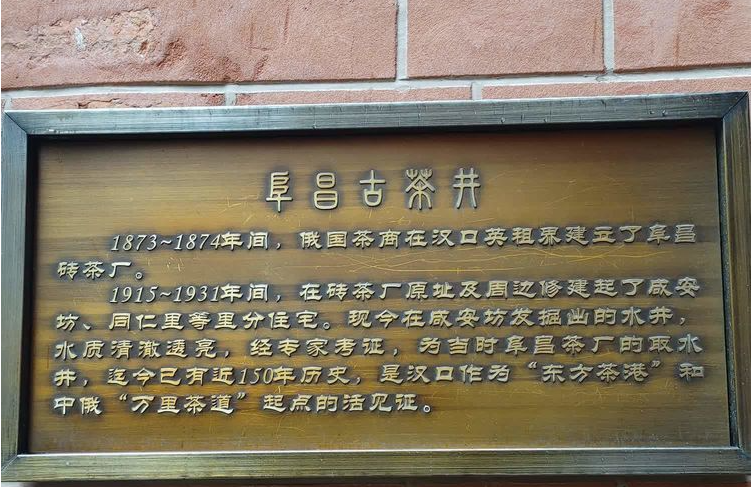 阜昌古茶井
1873~1874年间，俄国茶商在汉口英租界建立了阜昌
砖茶厂。
1915~1931年间，在砖茶厂原址及周边修建起了咸安
坊、同仁里等里分住宅。现今在咸安坊发掘出的水井，
水质清澈透亮，经专家考证，为当时阜昌茶厂的取水
井，迄今已有近150年历史，是汉口作为“东方茶港”和
中俄“万里茶道”起点的活见证。